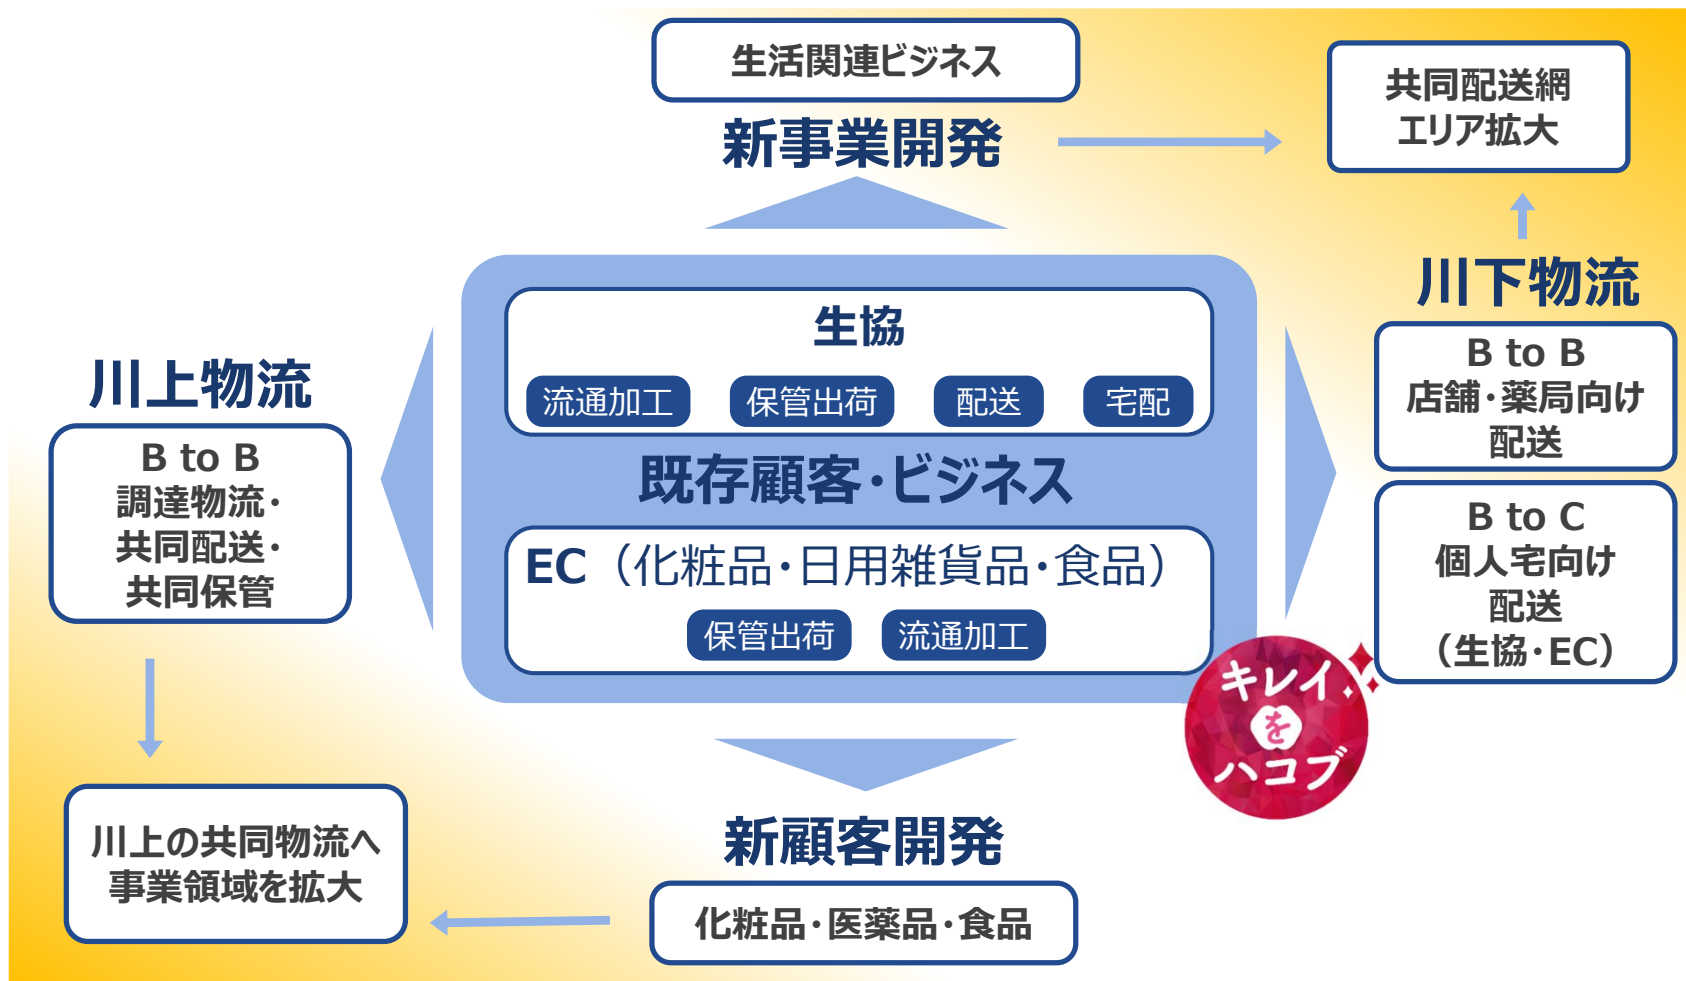 生活関連ビジネス
新事業開発
共同配送網
エリア拡大
川下物流
B to B
店舗・薬局向け
配送
B to C
個人宅向け
配送
（生協・EC）
川上物流
B to B
調達物流・
共同配送・
共同保管
生協
流通加工 保管出荷 配送 宅配
既存顧客・ビジネス
EC（化粧品・日用雑貨品・食品）
保管出荷 流通加工
キレイ
を
ハコブ
新顧客開発
化粧品・医薬品・食品
川上の共同物流へ
事業領域を拡大